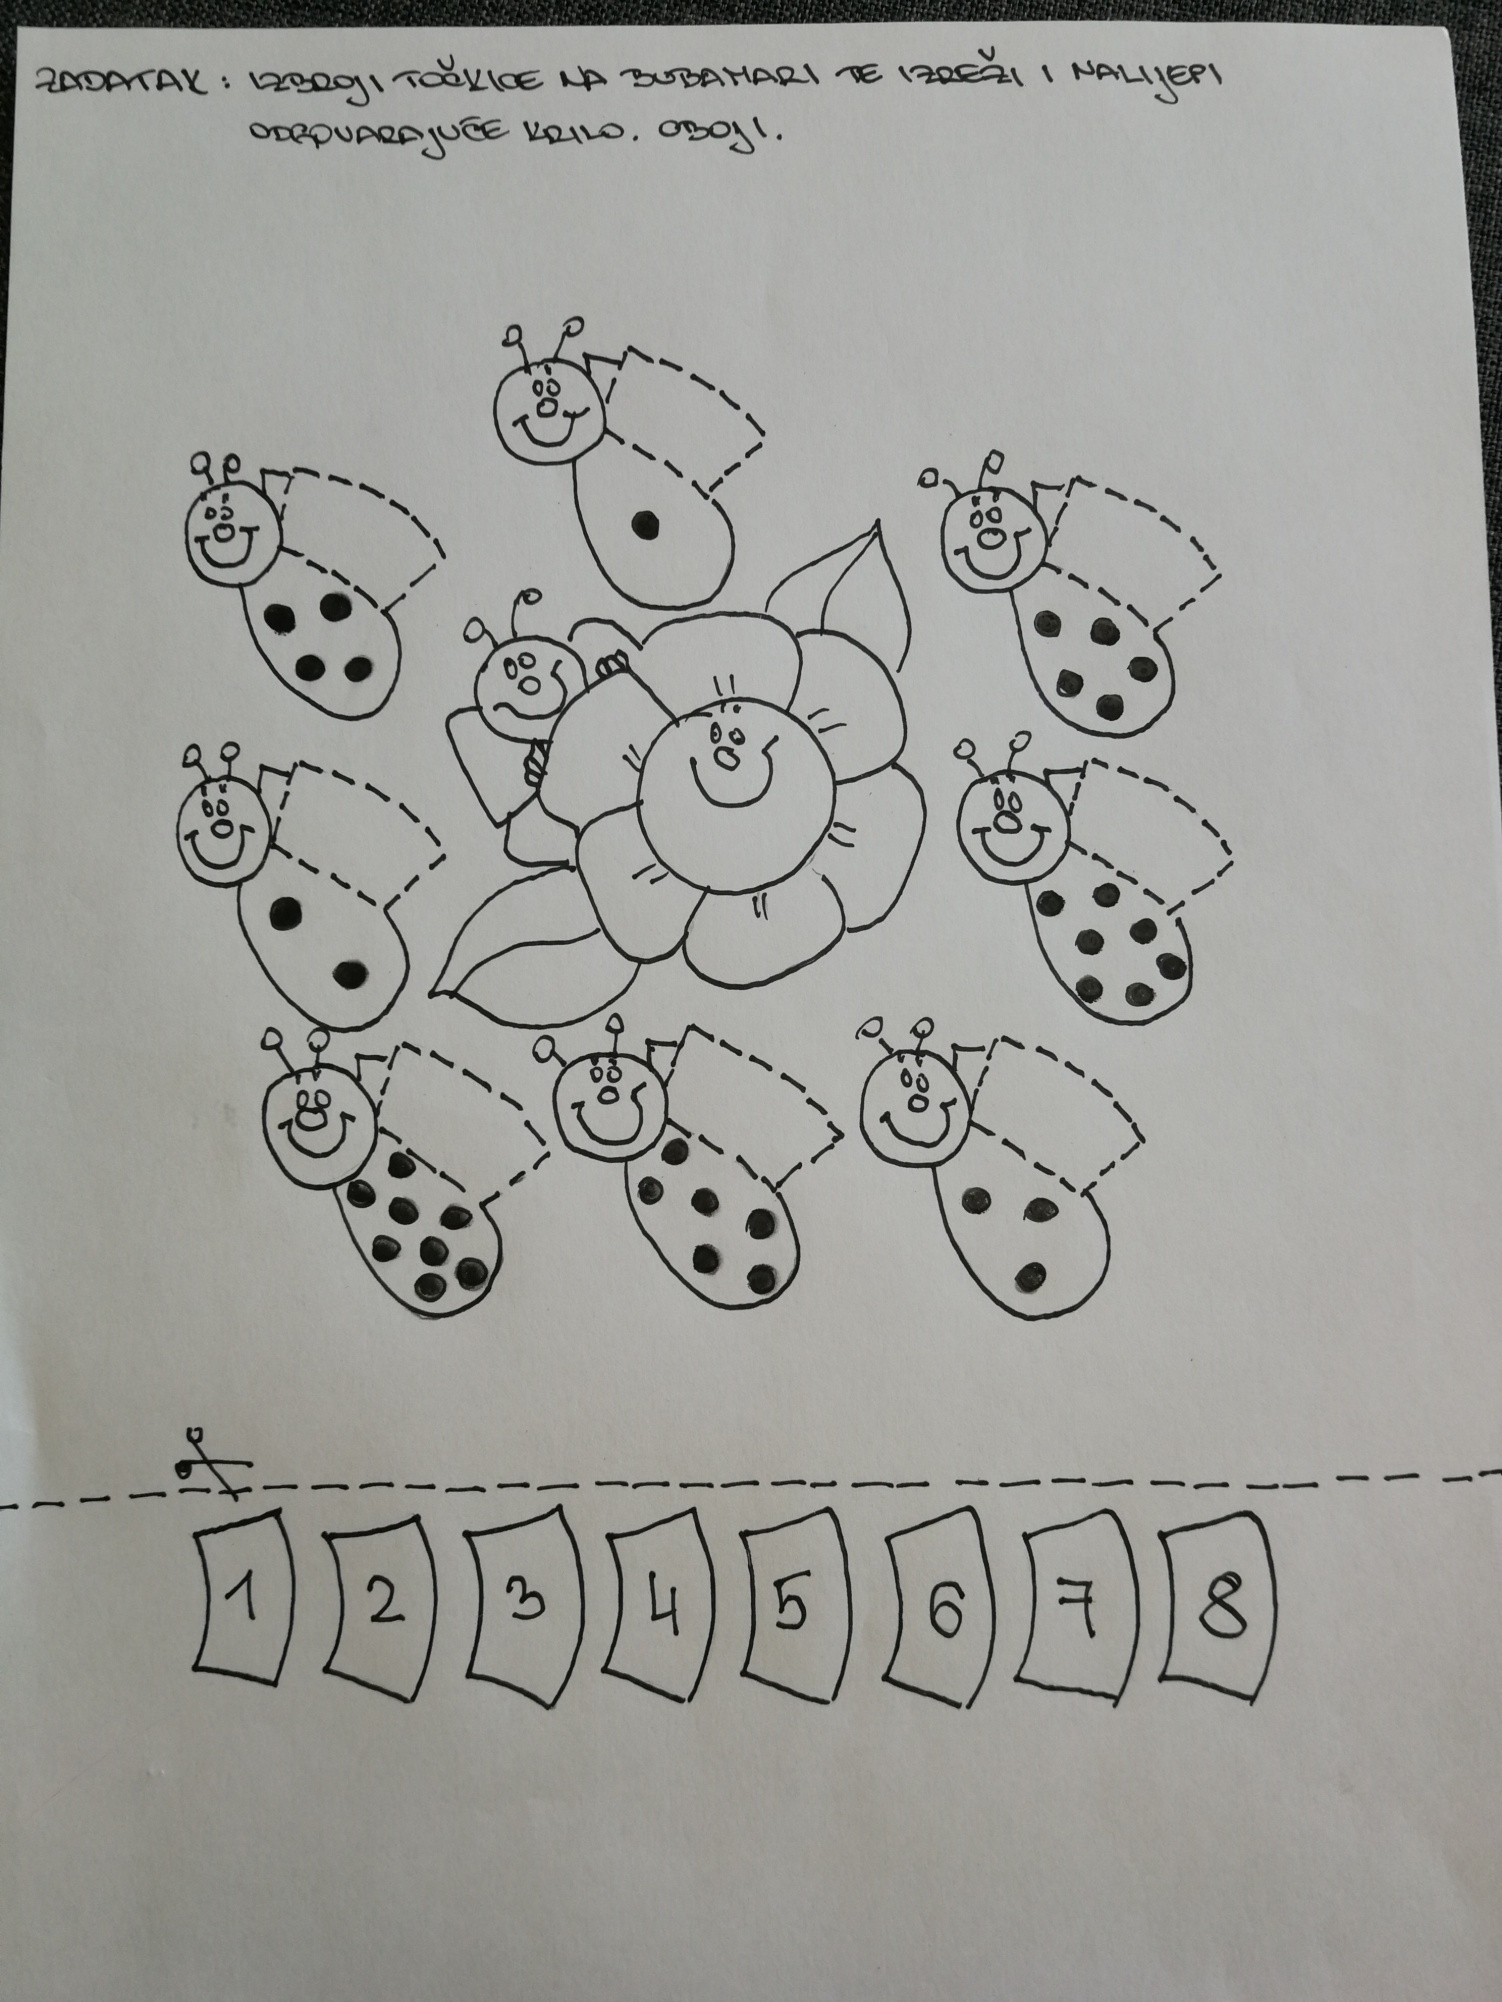 ZADATAK: IZBROJI TOČKICE NA BUBAMARI TE IZREŽI I NALIJEPI
ODGOVARAJUĆE KRILO. OBOJI.
1 2 3 4 5 6 7 8